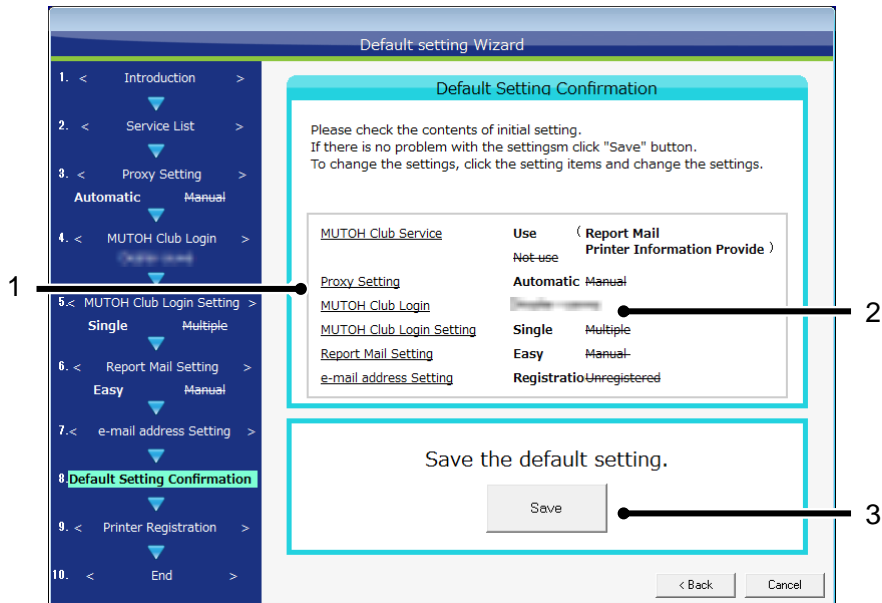 Default setting Wizard
1. < Introduction >
2. < Service List >
3. < Proxy Setting >
Automatic Manual
4. < MUTOH Club Login >
5.< MUTOH Club Login Setting >
Single Multiple
6. < Report Mail Setting >
Easy Manual
7.< e-mail address Setting >
8.Default Setting Confirmation
9. < Printer Registration >
10. < End >
Default Setting Confirmation
Please check the contents of initial setting.
If there is no problem with the settingsm click "Save" button.
To change the settings, click the setting items and change the settings.
MUTOH Club Service Use ( Report Mail
Not use Printer Information Provide )
Proxy Setting Automatic Manual
MUTOH Club Login
MUTOH Club Login Setting Single Multiple
Report Mail Setting Easy Manual
e-mail address Setting RegistratioUnregistered
Save the default setting.
Save
< Back Cancel
1
2
3